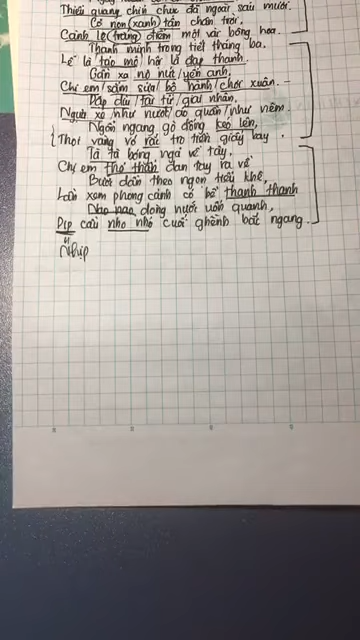 Thiều quang chín chục đã ngoài sáu mươi.
Cỏ non (xanh) tận chân trời.
Cành lê (trắng) điểm một vài bông hoa.
Thanh minh trong tiết tháng ba.
Lễ là tảo mộ hội là đạp thanh.
Gần xa nô nức / yến anh,
Chị em / sắm sửa / bộ hành / chơi xuân.
Dập dìu / tài tử / giai nhân,
Ngựa xe / như nước / áo quần / như nêm.
Ngổn ngang gò đống kéo lên,
Thoi vàng vó rắc tro tiền giấy bay.
Tà tà bóng ngả về tây,
Chị em thơ thẩn dan tay ra về
Bước dần theo ngọn tiểu khê,
Lần xem phong cảnh có bề thanh thanh
Nao nao dòng nước uốn quanh,
Dịp cầu nho nhỏ cuối ghềnh bắc ngang.
Nhịp